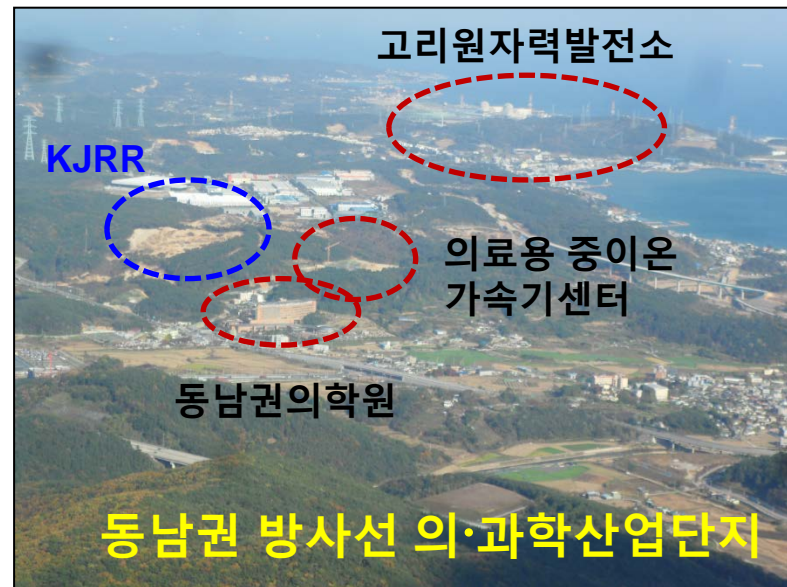 고리원자력발전소
KJRR
의료용 중이온
가속기센터
동남권의학원
동남권 방사선 의·과학산업단지